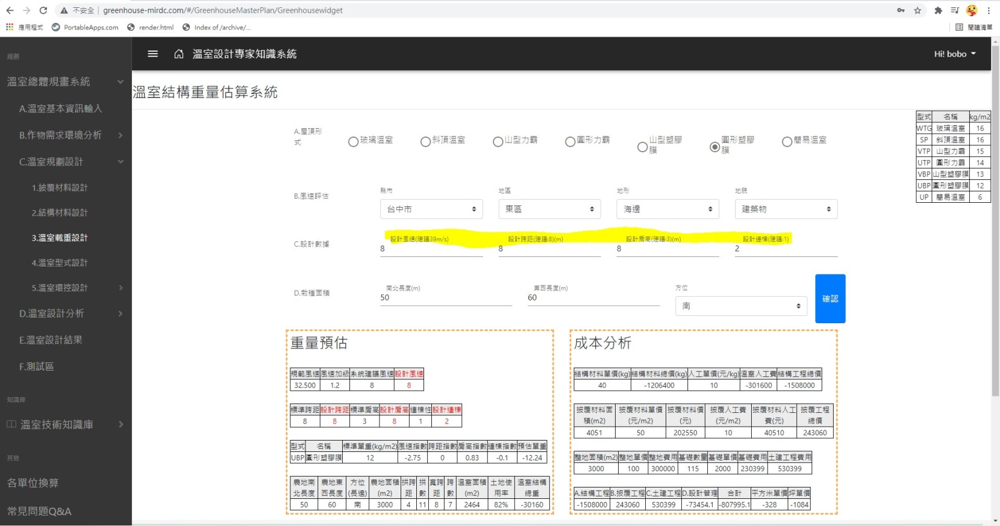 不安全 greenhouse-mirdc.com/#/GreenhouseMasterPlan/Greenhousewidget
應用程式 PortableApps.com render.html Index of /archive/... 閱讀清單
規劃
溫室總體規畫系統
A.溫室基本資訊輸入
B.作物需求環境分析
C.溫室規劃設計
1.披覆材料設計
2.結構材料設計
3.溫室載重設計
4.溫室型式設計
5.溫室環控設計
D.溫室設計分析
E.溫室設計結果
F.測試區
知識庫
溫室技術知識庫
其他
各單位換算
常見問題Q&A
溫室設計專家知識系統 Hi! bobo
溫室結構重量估算系統
A.屋頂形式
玻璃溫室 斜頂溫室 山型力霸 圓形力霸 山型塑膠膜 圓形塑膠膜 簡易溫室
型式 名稱 kg/m2
WTG 玻璃溫室 16
SP 斜頂溫室 16
VTP 山型力霸 15
UTP 圓形力霸 14
VBP 山型塑膠膜 13
UBP 圓形塑膠膜 12
UP 簡易溫室 6
B.風速評估
縣市 地區 地形 地貌
台中市 東區 海邊 建築物
C.設計數據
設計風速(建議39m/s) 設計跨距(建議:8)(m) 設計肩高(建議:3)(m) 設計連棟(建議:1)
8 8 8 2
D.栽種面積
南北長度(m) 東西長度(m) 方位
50 60 南
確認
重量預估
規範風速 風速加級 系統建議風速 設計風速
32.500 1.2 8 8
標準跨距 設計跨距 標準肩高 設計肩高 連棟性 設計連棟
8 8 3 8 1 2
型式 名稱 標準單重(kg/m2) 風速指數 跨距指數 肩高指數 連棟指數 預估單重
UBP 圓形塑膠膜 12 -2.75 0 0.83 -0.1 -12.24
農地南北長度 農地東西長度 方位(長邊) 農地面積(m2) 拱跨距 拱數 寬跨距 跨數 溫室面積(m2) 土地使用率 溫室結構總重
50 60 南 3000 4 11 8 7 2464 82% -30160
成本分析
結構材料單價(kg) 結構材料總價(kg) 人工單價(元/kg) 溫室人工費 結構工程總價
40 -1206400 10 -301600 -1508000
披覆材料面積(m2) 披覆材料單價(元/m2) 披覆材料價(元) 披覆人工費(元/m2) 披覆材料人工費(元) 披覆工程總價
4051 50 202550 10 40510 243060
整地面積(m2) 整地單價 整地費用 基礎數量 基礎單價 基礎費用 土建工程費用
3000 100 300000 115 2000 230399 530399
A.結構工程 B.披覆工程 C.土建工程 D.設計管理 合計 平方米單價 坪單價
-1508000 243060 530399 -73454.1 -807995.1 -328 -1084